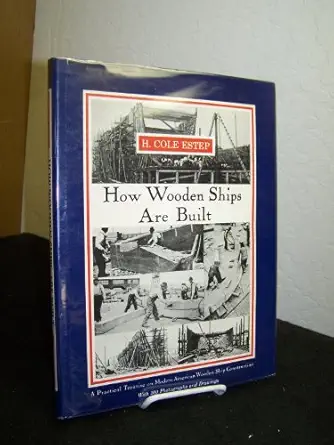 H. COLE ESTEP
How Wooden Ships
Are Built
A Practical Treatise on Modern American Wooden Ship Construction
With 200 Photographs and Drawings